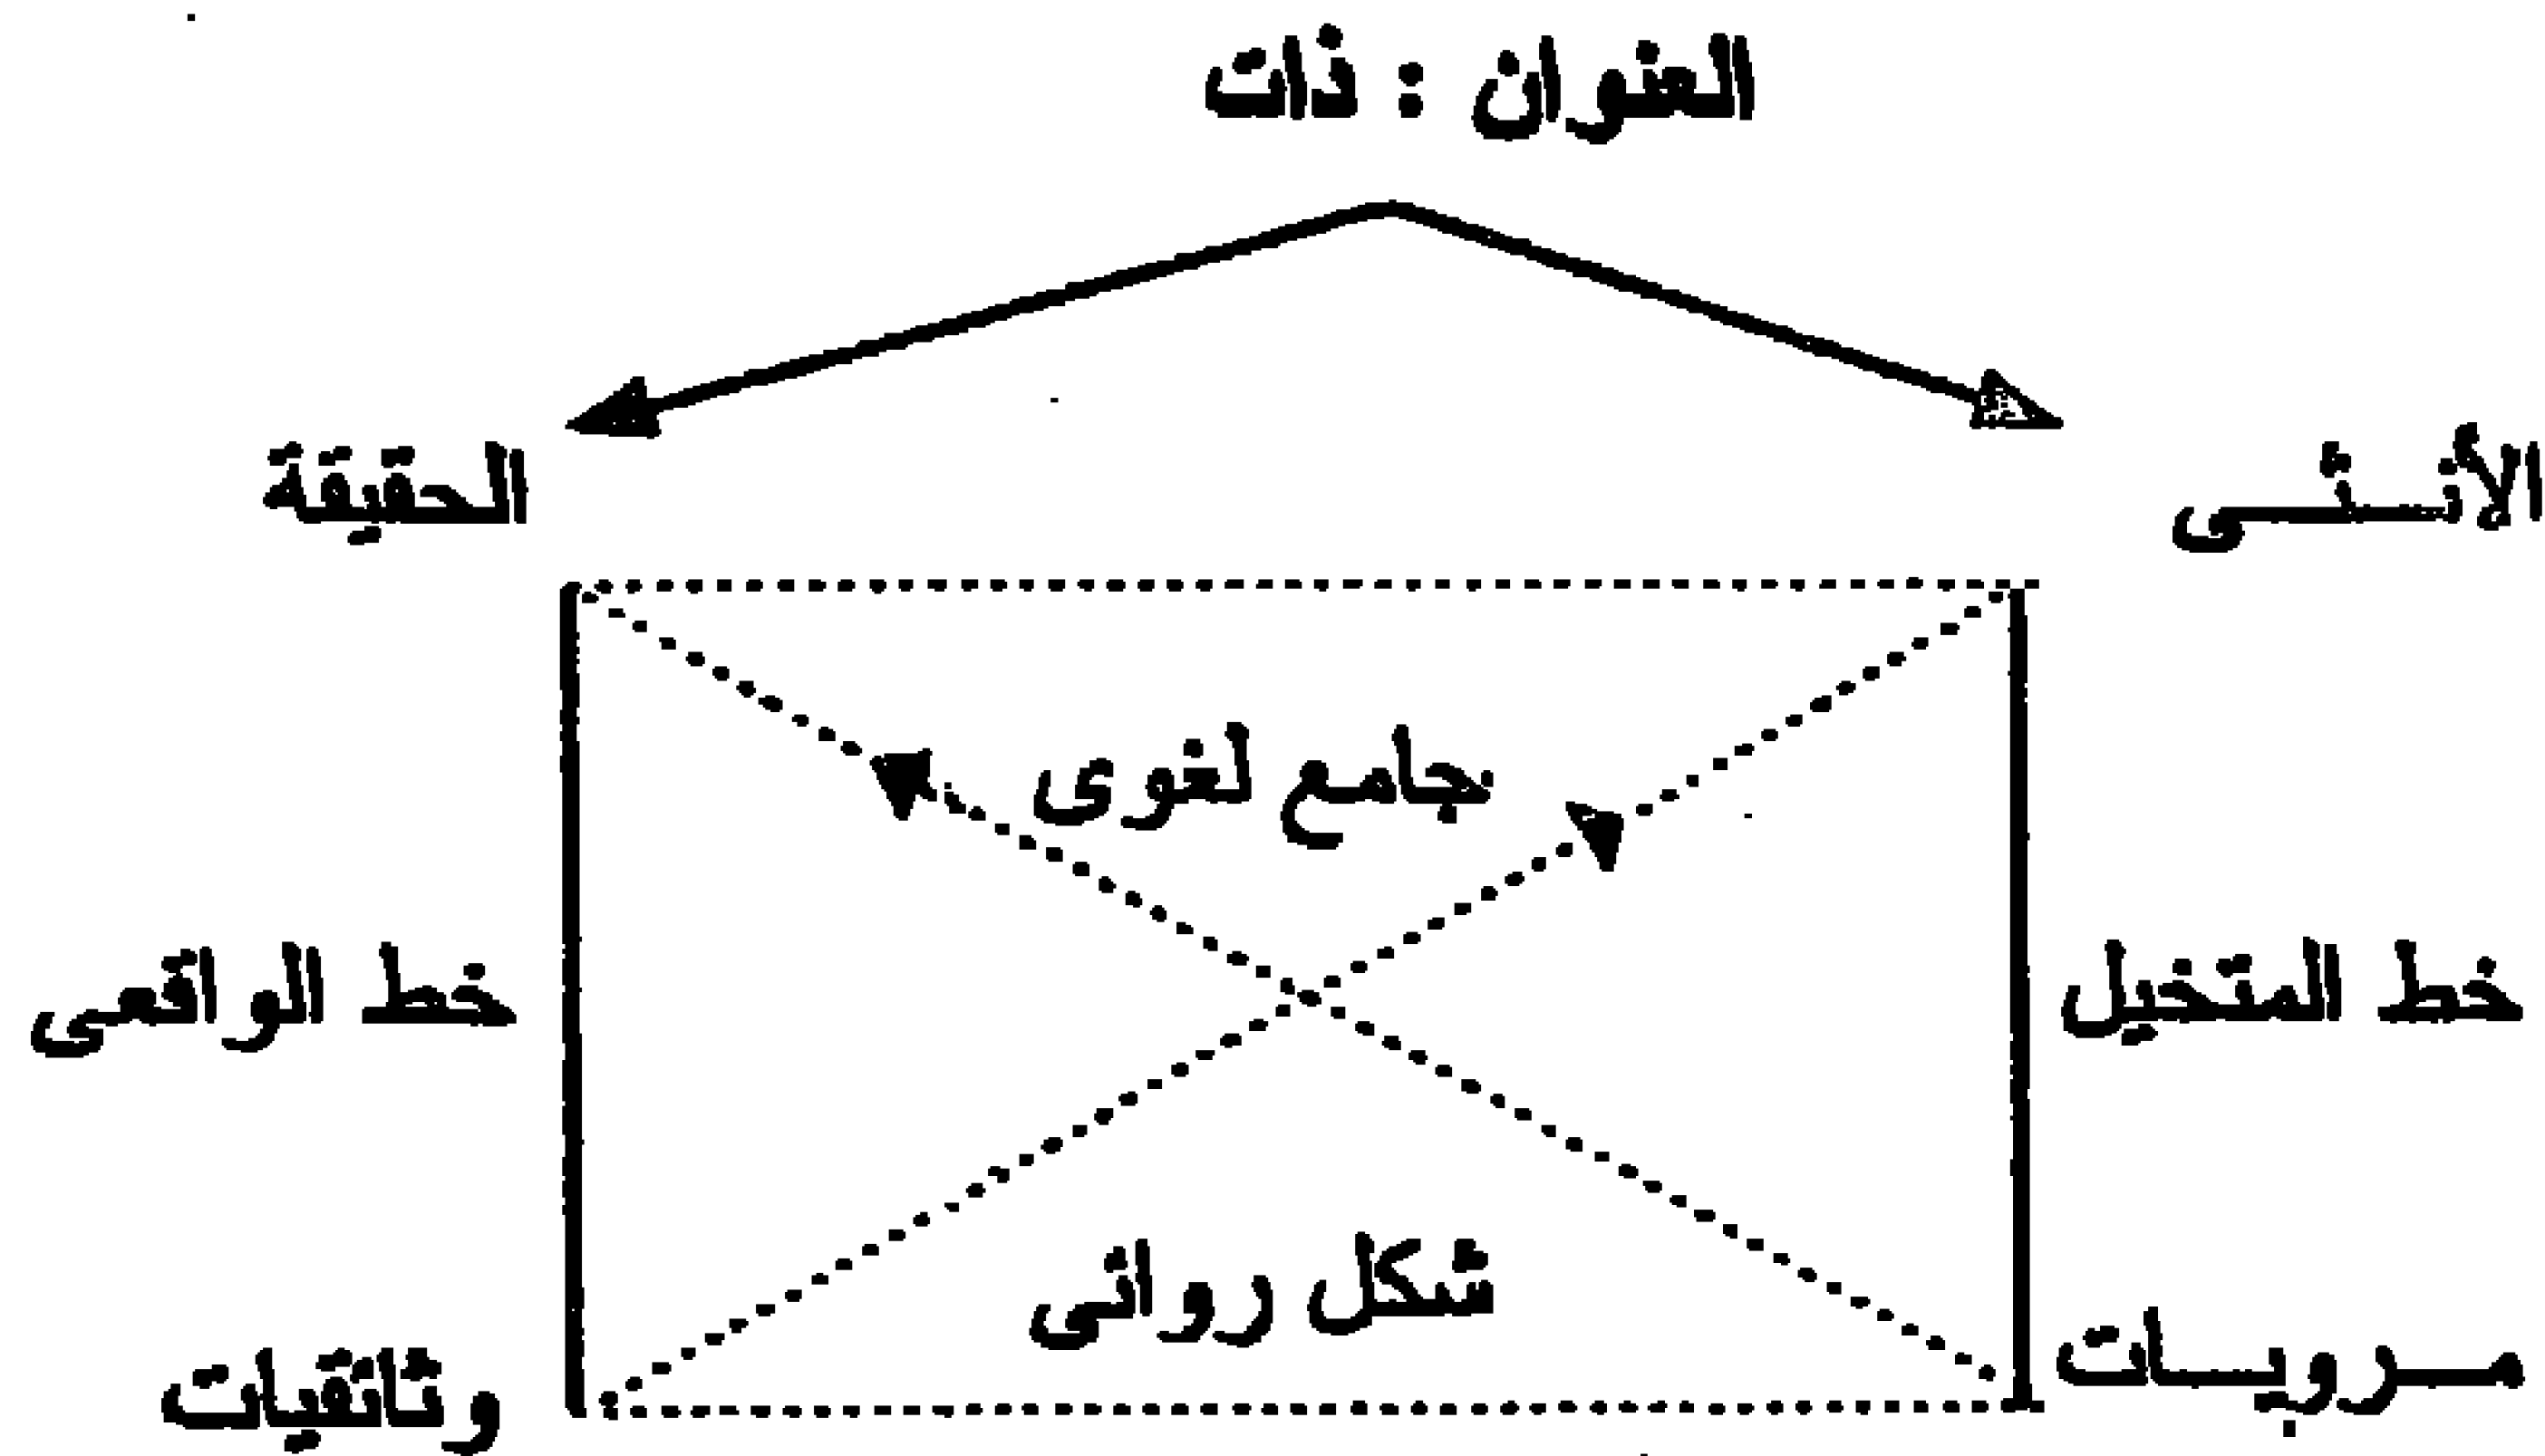 العنوان : ذات
الأنثى
الحقيقة
جامع لغوى
خط المتخيل
خط الواقعى
شكل روائى
مرويات
وثائقيات